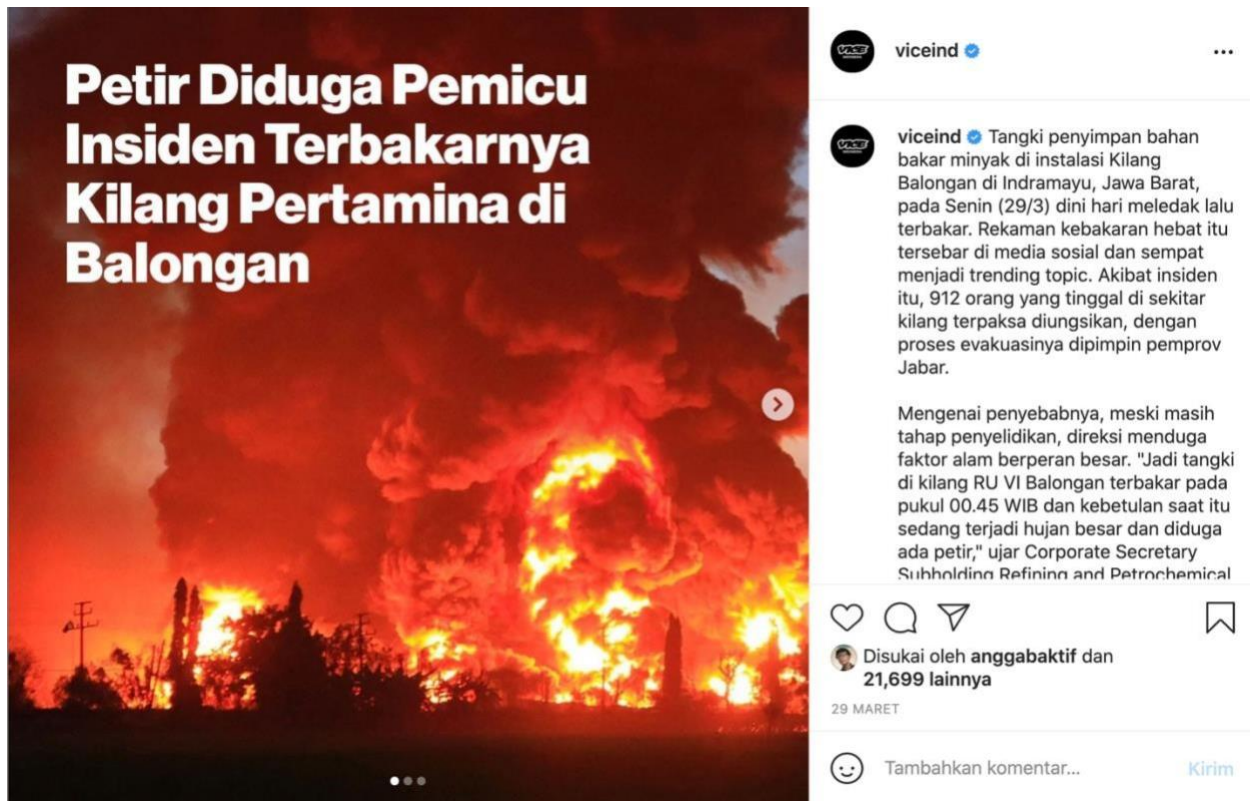 Petir Diduga Pemicu
Insiden Terbakarnya
Kilang Pertamina di
Balongan
VICE
viceind
VICE
viceind Tangki penyimpan bahan
bakar minyak di instalasi Kilang
Balongan di Indramayu, Jawa Barat,
pada Senin (29/3) dini hari meledak lalu
terbakar. Rekaman kebakaran hebat itu
tersebar di media sosial dan sempat
menjadi trending topic. Akibat insiden
itu, 912 orang yang tinggal di sekitar
kilang terpaksa diungsikan, dengan
proses evakuasinya dipimpin pemprov
Jabar.
Mengenai penyebabnya, meski masih
tahap penyelidikan, direksi menduga
faktor alam berperan besar. "Jadi tangki
di kilang RU VI Balongan terbakar pada
pukul 00.45 WIB dan kebetulan saat itu
sedang terjadi hujan besar dan diduga
ada petir," ujar Corporate Secretary
Subholding Refining and Petrochemical
Disukai oleh anggabaktif dan
21,699 lainnya
29 MARET
Tambahkan komentar...
Kirim